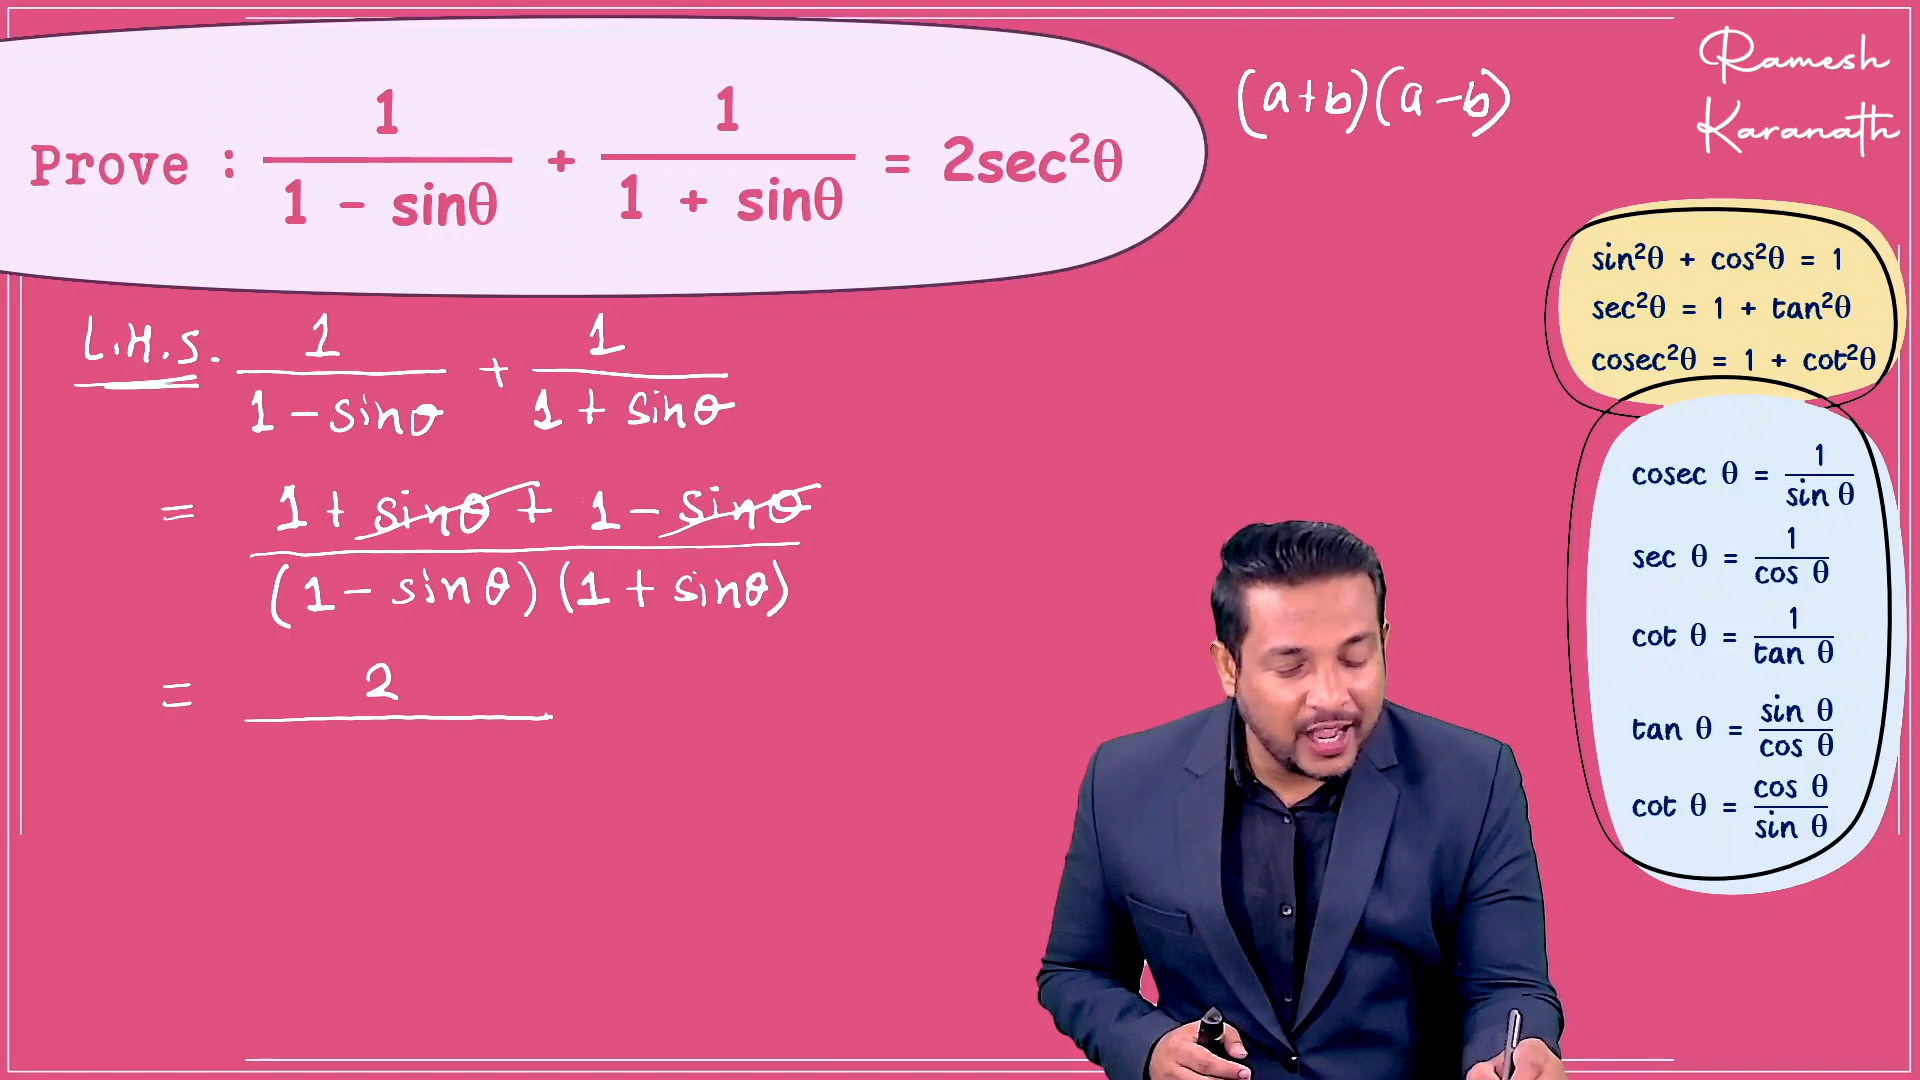 Prove : 1/(1 - sinθ) + 1/(1 + sinθ) = 2sec²θ
(a+b)(a-b)
Ramesh
Karanath
L.H.S. 1/(1-sinθ) + 1/(1+sinθ)
= (1+sinθ + 1-sinθ)/((1-sinθ)(1+sinθ))
= 2
sin²θ + cos²θ = 1
sec²θ = 1 + tan²θ
cosec²θ = 1 + cot²θ
cosec θ = 1/sin θ
sec θ = 1/cos θ
cot θ = 1/tan θ
tan θ = sin θ/cos θ
cot θ = cos θ/sin θ